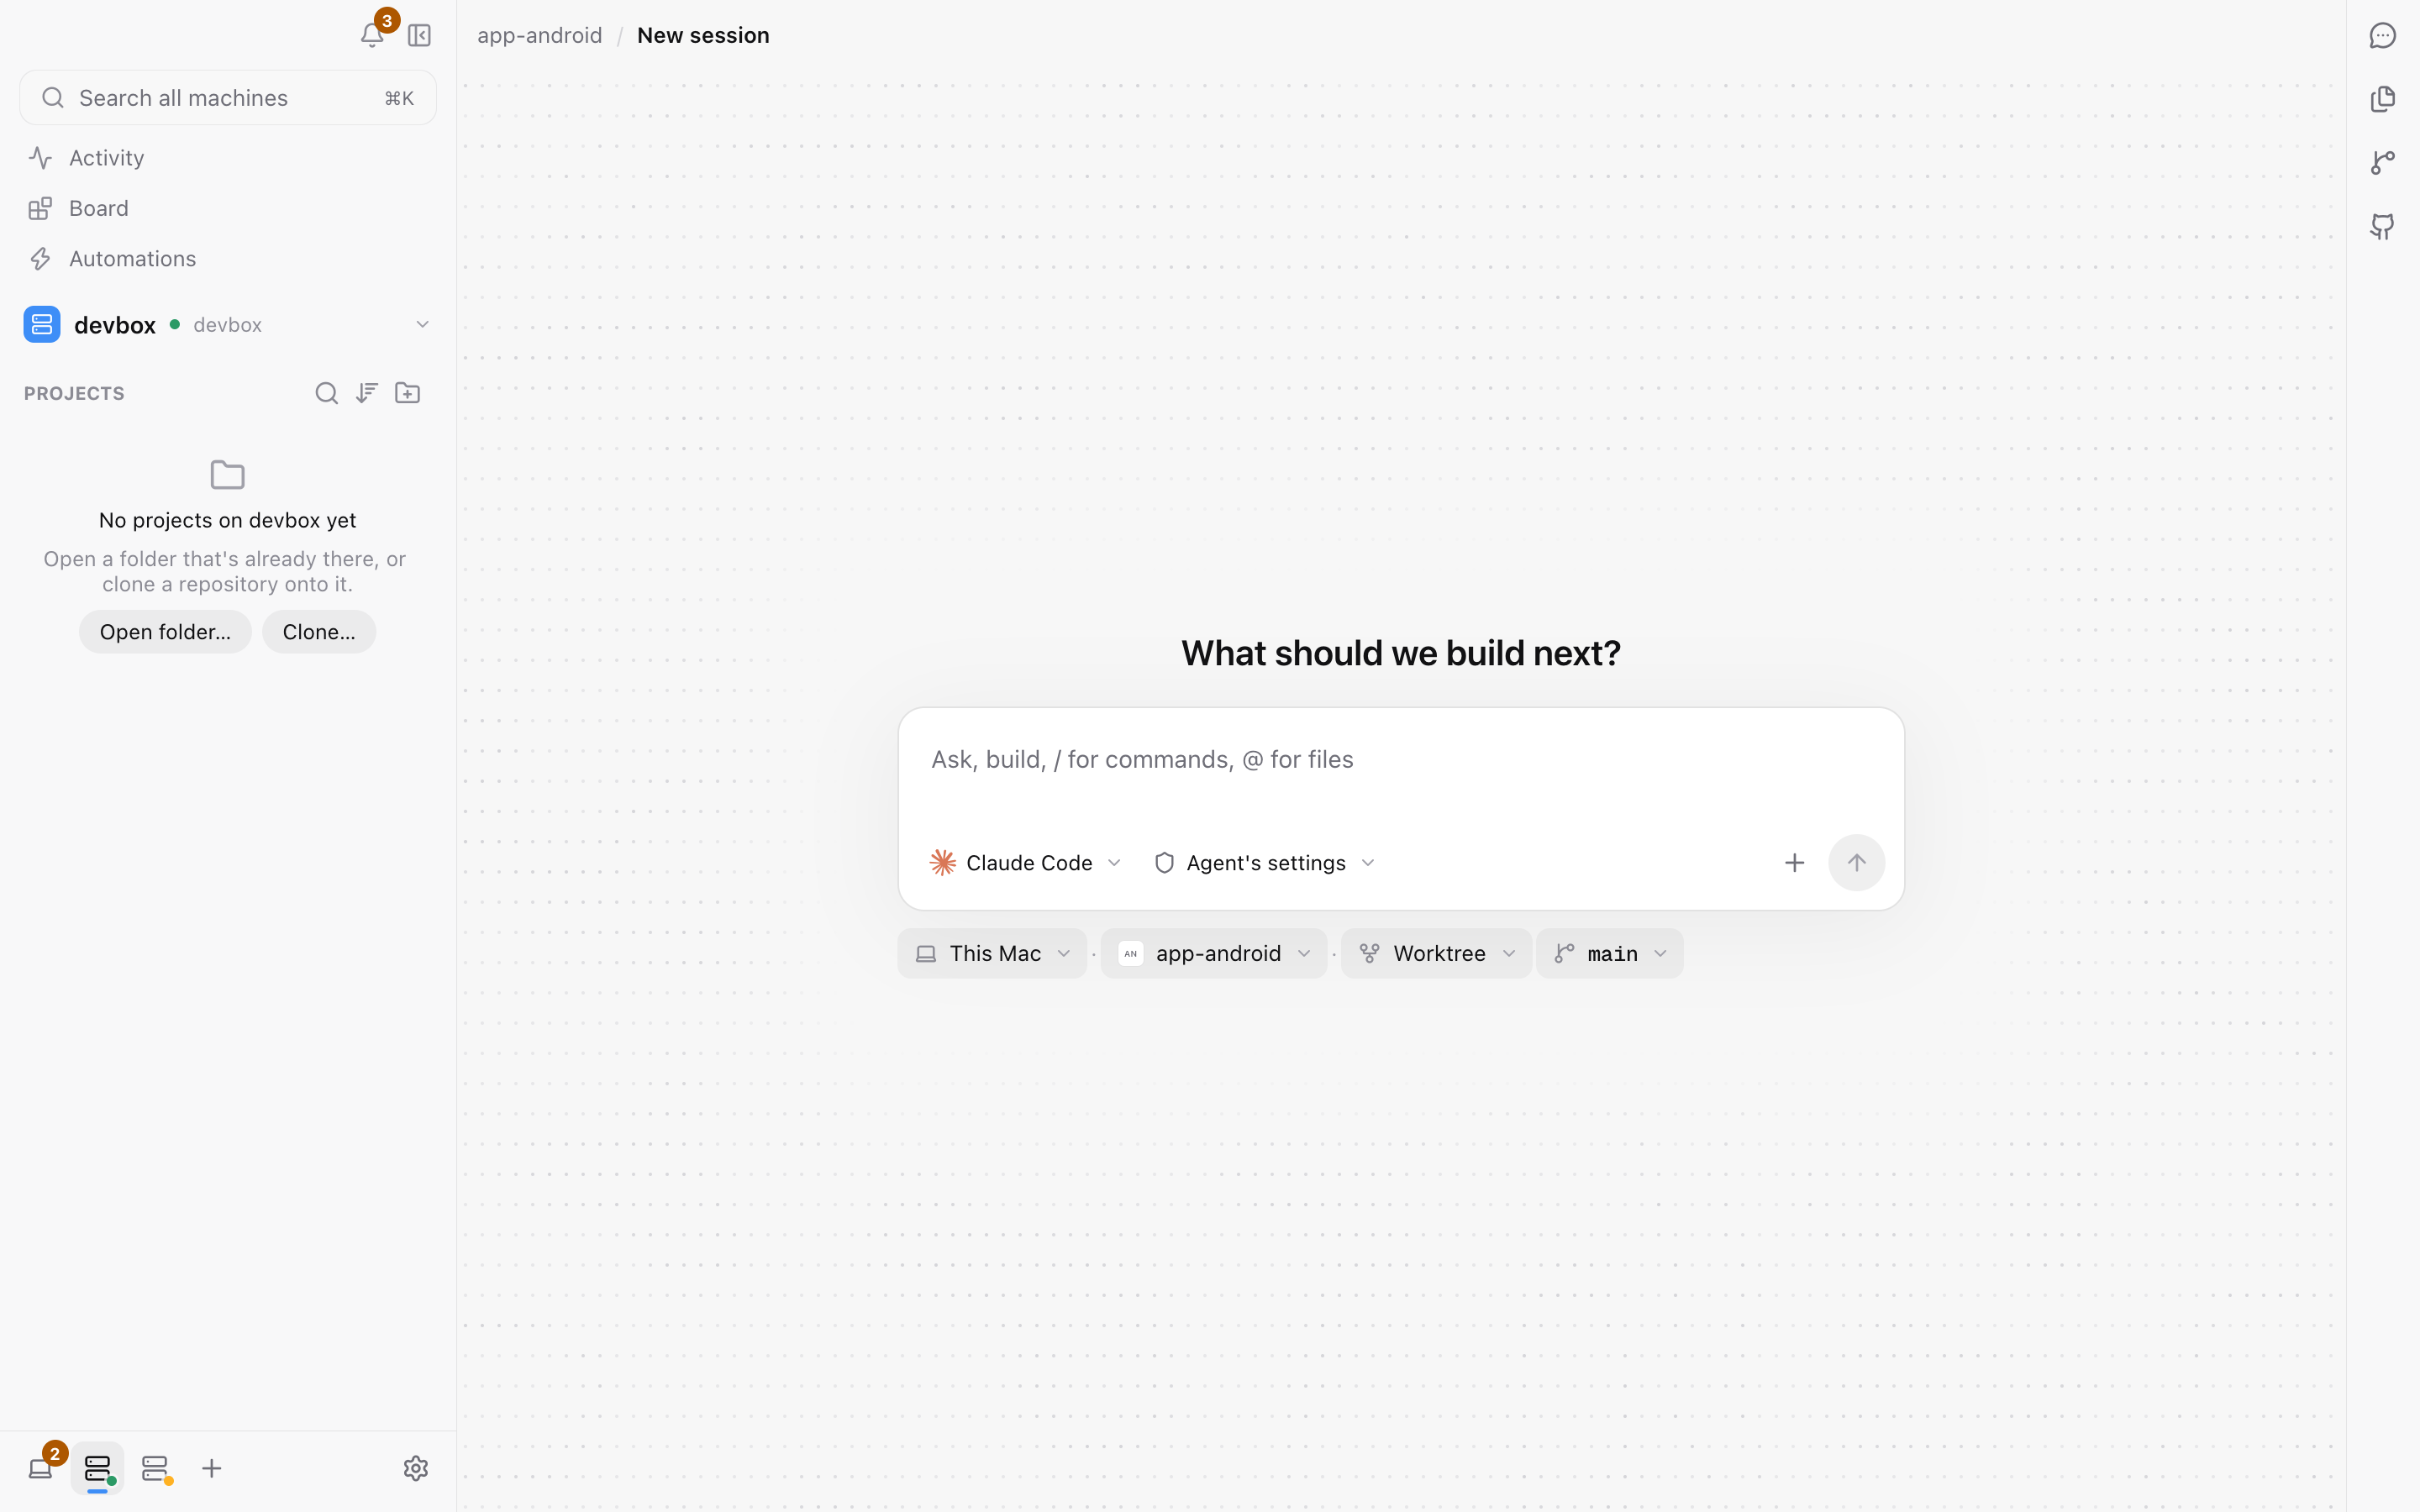 3
Search all machines ⌘K
Activity
Board
Automations
devbox devbox
PROJECTS
No projects on devbox yet
Open a folder that's already there, or
clone a repository onto it.
Open folder... Clone...
2
app-android / New session
What should we build next?
Ask, build, / for commands, @ for files
Claude Code Agent's settings
This Mac · AN app-android · Worktree main